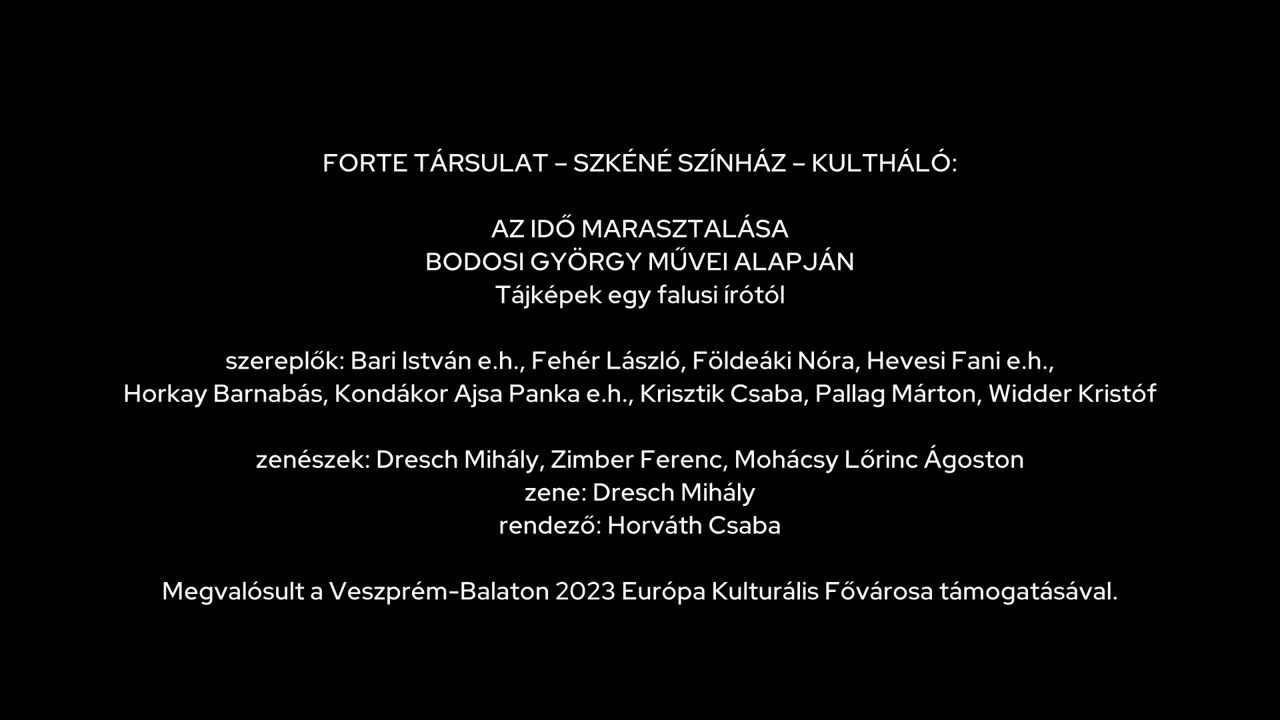 FORTE TÁRSULAT – SZKÉNÉ SZÍNHÁZ – KULTHÁLÓ:
AZ IDŐ MARASZTALÁSA
BODOSI GYÖRGY MŰVEI ALAPJÁN
Tájképek egy falusi írótól
szereplők: Bari István e.h., Fehér László, Földeáki Nóra, Hevesi Fani e.h.,
Horkay Barnabás, Kondákor Ajsa Panka e.h., Krisztik Csaba, Pallag Márton, Widder Kristóf
zenészek: Dresch Mihály, Zimber Ferenc, Mohácsy Lőrinc Ágoston
zene: Dresch Mihály
rendező: Horváth Csaba
Megvalósult a Veszprém-Balaton 2023 Európa Kulturális Fővárosa támogatásával.